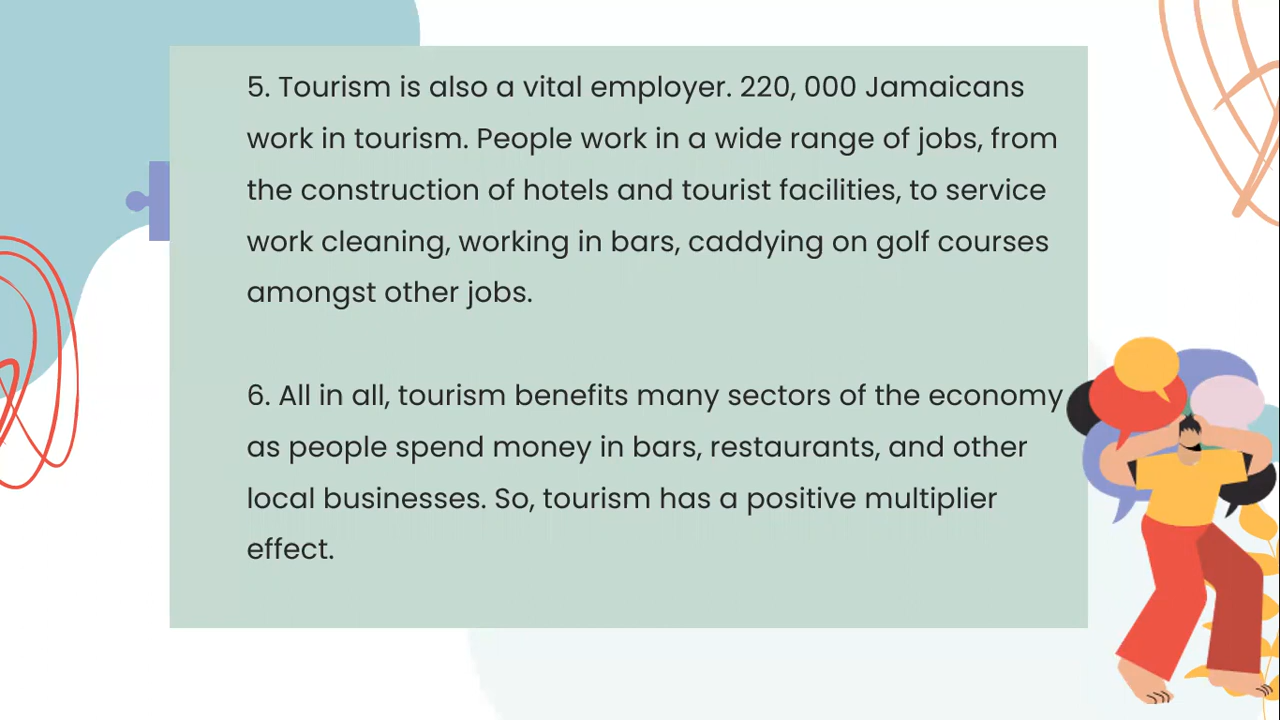 5. Tourism is also a vital employer. 220, 000 Jamaicans
work in tourism. People work in a wide range of jobs, from
the construction of hotels and tourist facilities, to service
work cleaning, working in bars, caddying on golf courses
amongst other jobs.
6. All in all, tourism benefits many sectors of the economy
as people spend money in bars, restaurants, and other
local businesses. So, tourism has a positive multiplier
effect.